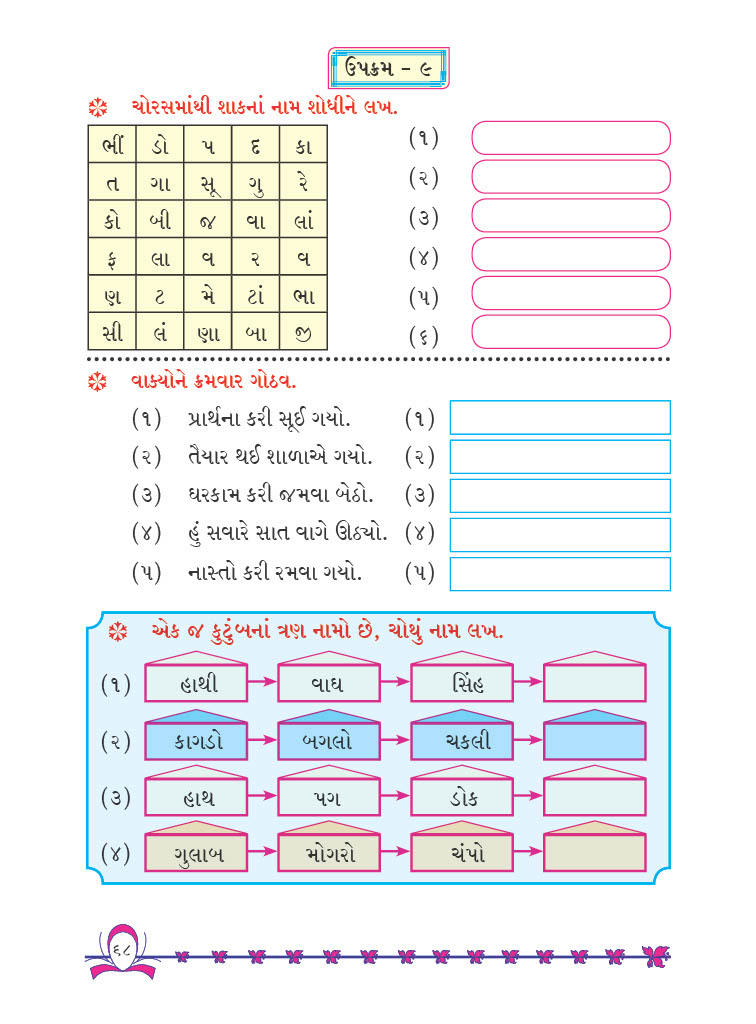 ઉપક્રમ - ૯
ચોરસમાંથી શાકનાં નામ શોધીને લખ.
ભીં ડો પ દ કા
ત ગા સૂ ગુ રે
કો બી જ વા લાં
ફ લા વ ર વ
ણ ટ મે ટાં ભા
સી લં ણા બા જી
(૧)
(૨)
(૩)
(૪)
(૫)
(૬)
વાક્યોને ક્રમવાર ગોઠવ.
(૧) પ્રાર્થના કરી સૂઈ ગયો. (૧)
(૨) તૈયાર થઈ શાળાએ ગયો. (૨)
(૩) ઘરકામ કરી જમવા બેઠો. (૩)
(૪) હું સવારે સાત વાગે ઊઠ્યો. (૪)
(૫) નાસ્તો કરી રમવા ગયો. (૫)
એક જ કુટુંબનાં ત્રણ નામો છે, ચોથું નામ લખ.
(૧) હાથી વાઘ સિંહ
(૨) કાગડો બગલો ચકલી
(૩) હાથ પગ ડોક
(૪) ગુલાબ મોગરો ચંપો
૬૮